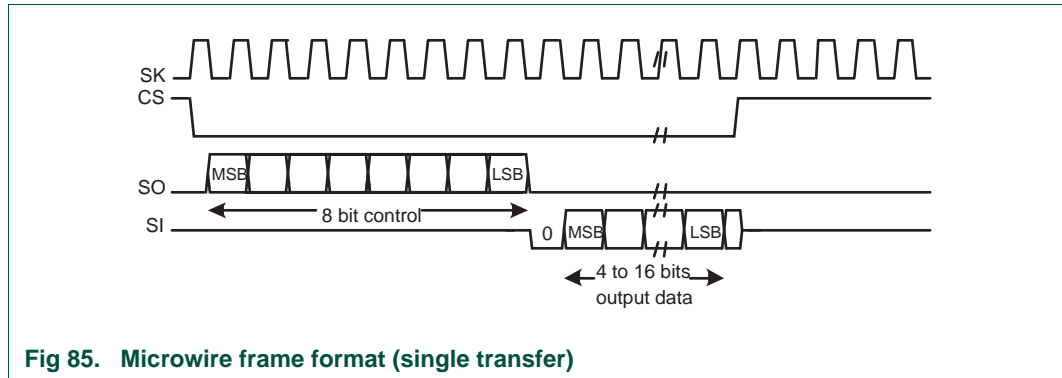 SK
CS
SO
MSB
LSB
8 bit control
SI
0
MSB
LSB
4 to 16 bits
output data
Fig 85. Microwire frame format (single transfer)